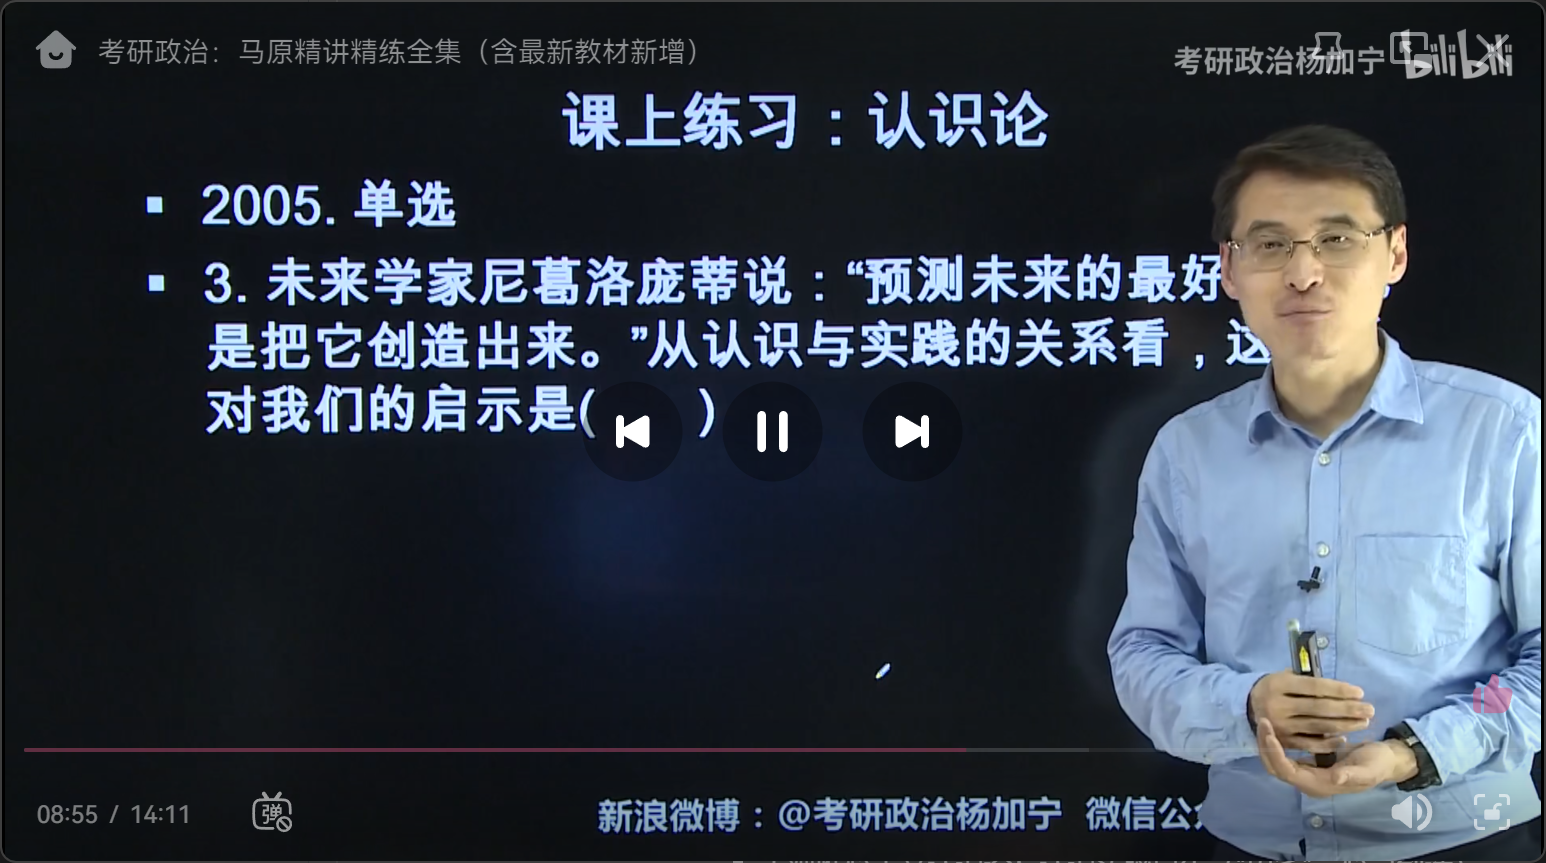 考研政治：马原精讲精练全集（含最新教材新增）
考研政治杨加宁 bilibili
课上练习：认识论
2005. 单选
3. 未来学家尼葛洛庞蒂说：“预测未来的最好
是把它创造出来。”从认识与实践的关系看，这
对我们的启示是( )
08:55 / 14:11
弹
新浪微博：@考研政治杨加宁 微信公众